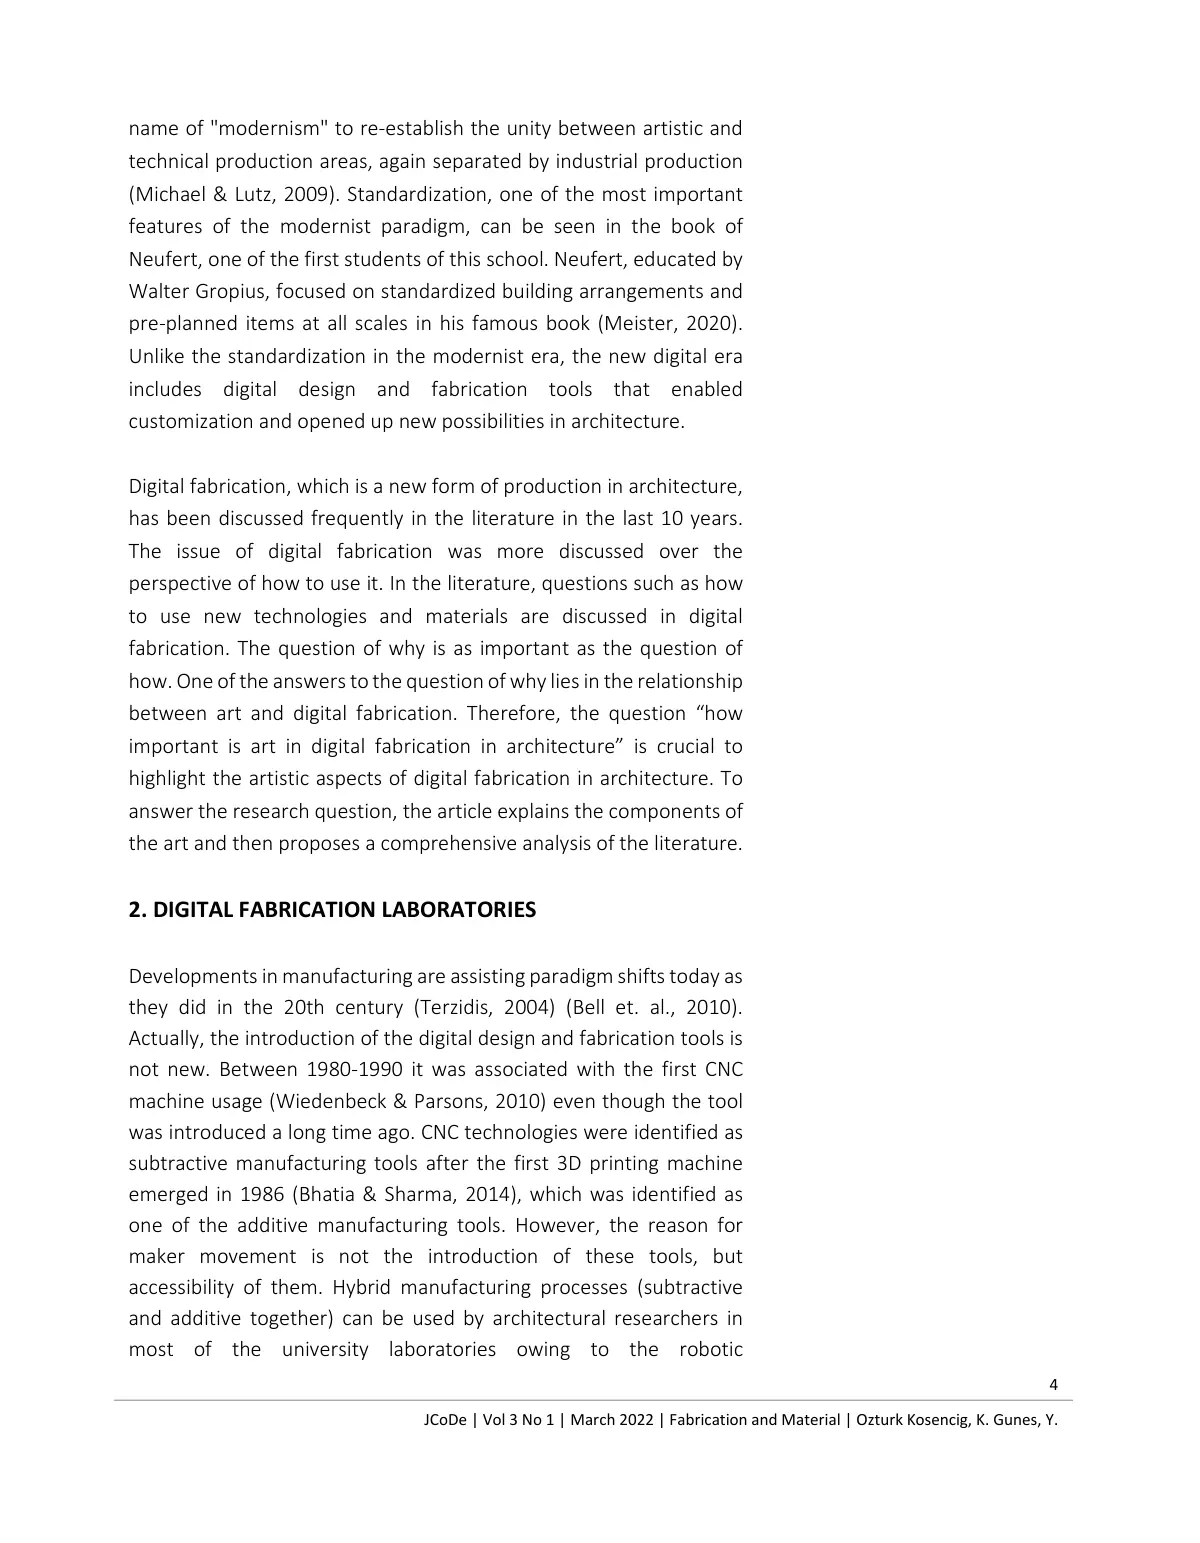 name of "modernism" to re-establish the unity between artistic and
technical production areas, again separated by industrial production
(Michael & Lutz, 2009). Standardization, one of the most important
features of the modernist paradigm, can be seen in the book of
Neufert, one of the first students of this school. Neufert, educated by
Walter Gropius, focused on standardized building arrangements and
pre-planned items at all scales in his famous book (Meister, 2020).
Unlike the standardization in the modernist era, the new digital era
includes digital design and fabrication tools that enabled
customization and opened up new possibilities in architecture.
Digital fabrication, which is a new form of production in architecture,
has been discussed frequently in the literature in the last 10 years.
The issue of digital fabrication was more discussed over the
perspective of how to use it. In the literature, questions such as how
to use new technologies and materials are discussed in digital
fabrication. The question of why is as important as the question of
how. One of the answers to the question of why lies in the relationship
between art and digital fabrication. Therefore, the question “how
important is art in digital fabrication in architecture” is crucial to
highlight the artistic aspects of digital fabrication in architecture. To
answer the research question, the article explains the components of
the art and then proposes a comprehensive analysis of the literature.
2. DIGITAL FABRICATION LABORATORIES
Developments in manufacturing are assisting paradigm shifts today as
they did in the 20th century (Terzidis, 2004) (Bell et. al., 2010).
Actually, the introduction of the digital design and fabrication tools is
not new. Between 1980-1990 it was associated with the first CNC
machine usage (Wiedenbeck & Parsons, 2010) even though the tool
was introduced a long time ago. CNC technologies were identified as
subtractive manufacturing tools after the first 3D printing machine
emerged in 1986 (Bhatia & Sharma, 2014), which was identified as
one of the additive manufacturing tools. However, the reason for
maker movement is not the introduction of these tools, but
accessibility of them. Hybrid manufacturing processes (subtractive
and additive together) can be used by architectural researchers in
most of the university laboratories owing to the robotic
4
JCoDe | Vol 3 No 1 | March 2022 | Fabrication and Material | Ozturk Kosencig, K. Gunes, Y.